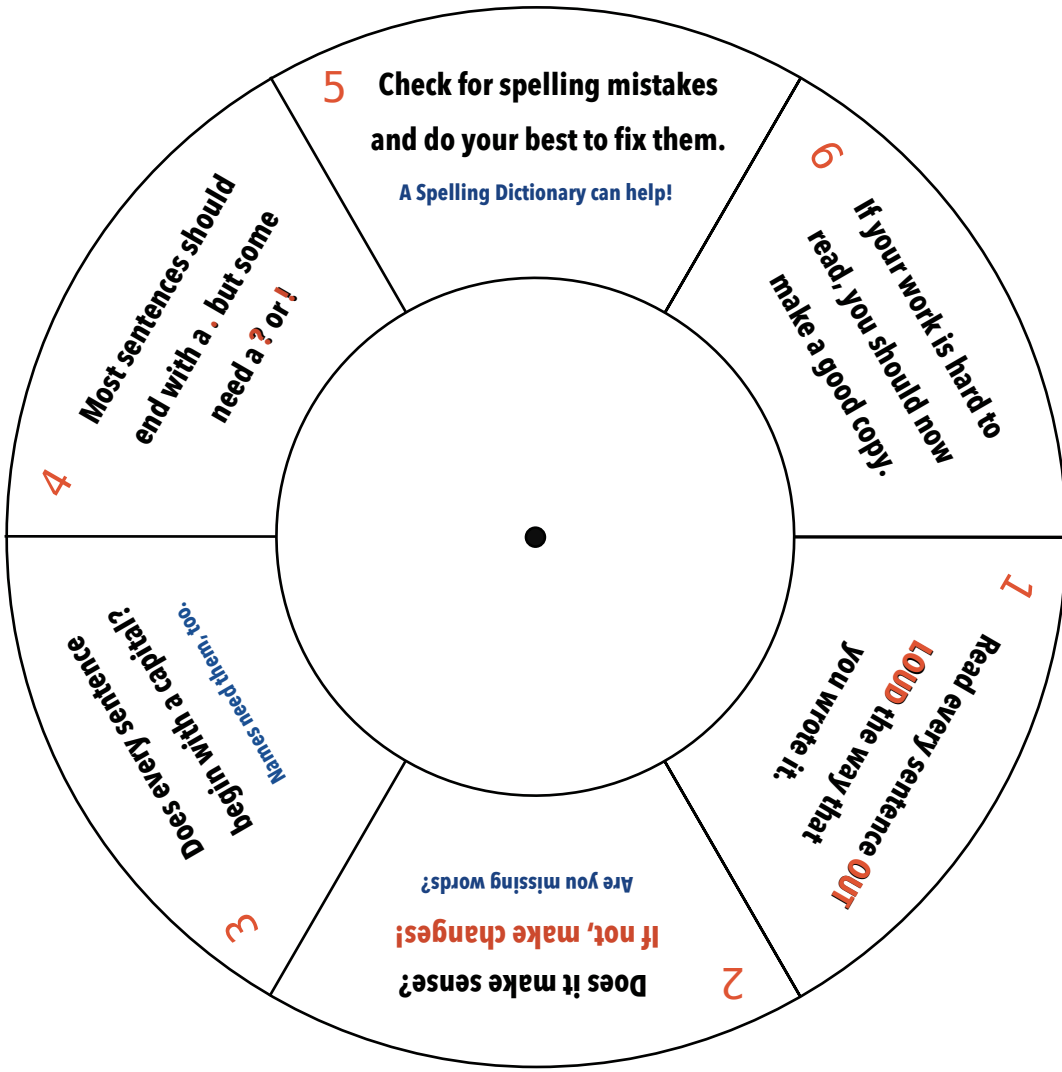 1
Read every sentence OUT
LOUD the way that
you wrote it.
2
Does it make sense?
If not, make changes!
Are you missing words?
3
Does every sentence
begin with a capital?
Names need them, too.
4
Most sentences should
end with a . but some
need a ? or !
5
Check for spelling mistakes
and do your best to fix them.
A Spelling Dictionary can help!
6
If your work is hard to
read, you should now
make a good copy.